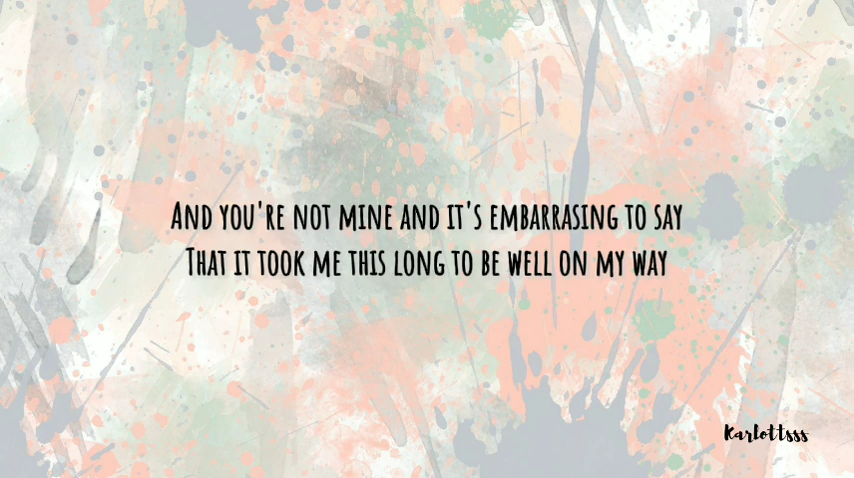 And you're not mine and it's embarrasing to say
That it took me this long to be well on my way
Karlottsss